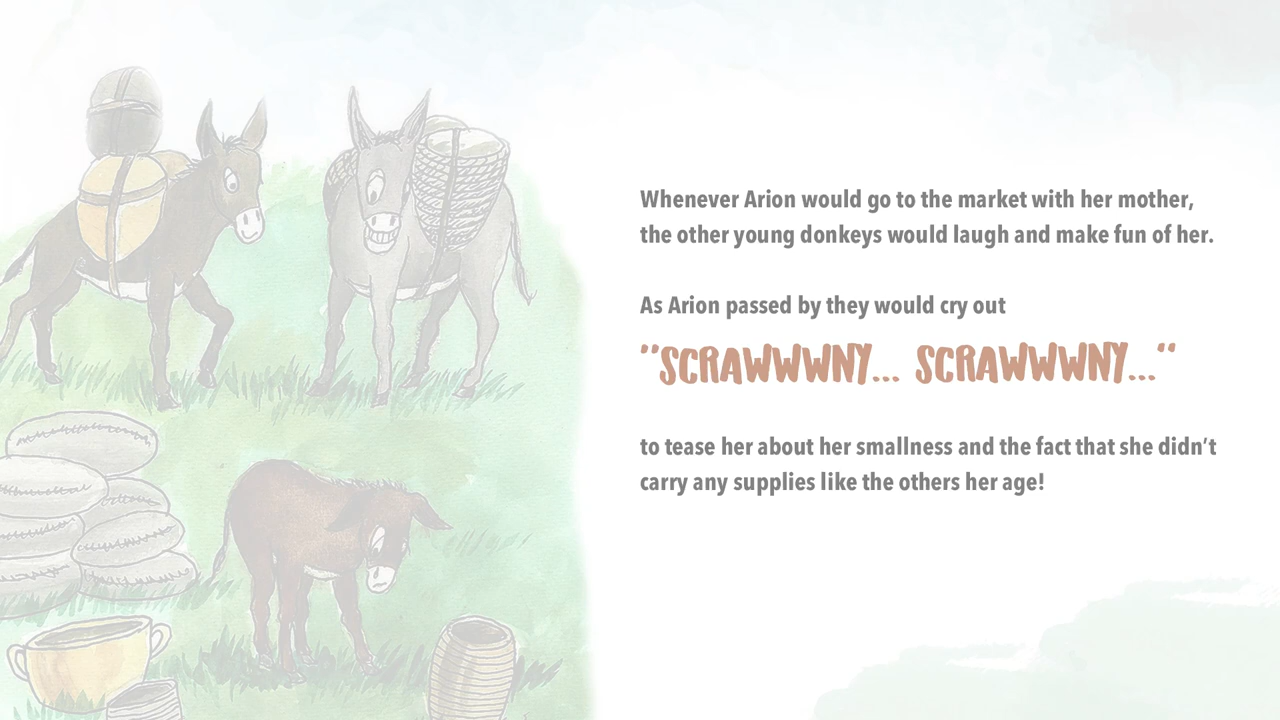 Whenever Arion would go to the market with her mother,
the other young donkeys would laugh and make fun of her.
As Arion passed by they would cry out
"SCRAWWWNY... SCRAWWWNY..."
to tease her about her smallness and the fact that she didn’t
carry any supplies like the others her age!